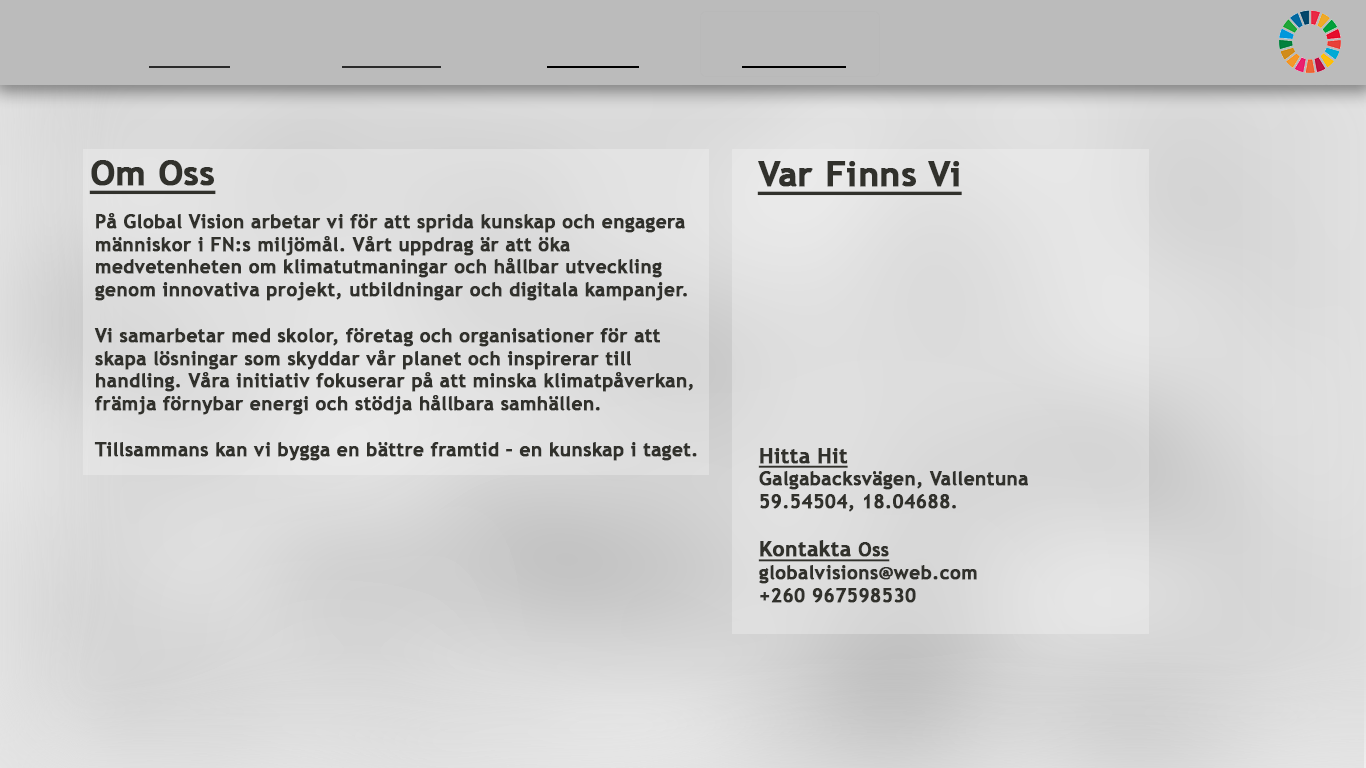 Om Oss
På Global Vision arbetar vi för att sprida kunskap och engagera
människor i FN:s miljömål. Vårt uppdrag är att öka
medvetenheten om klimatutmaningar och hållbar utveckling
genom innovativa projekt, utbildningar och digitala kampanjer.
Vi samarbetar med skolor, företag och organisationer för att
skapa lösningar som skyddar vår planet och inspirerar till
handling. Våra initiativ fokuserar på att minska klimatpåverkan,
främja förnybar energi och stödja hållbara samhällen.
Tillsammans kan vi bygga en bättre framtid – en kunskap i taget.
Var Finns Vi
Hitta Hit
Galgabacksvägen, Vallentuna
59.54504, 18.04688.
Kontakta Oss
globalvisions@web.com
+260 967598530